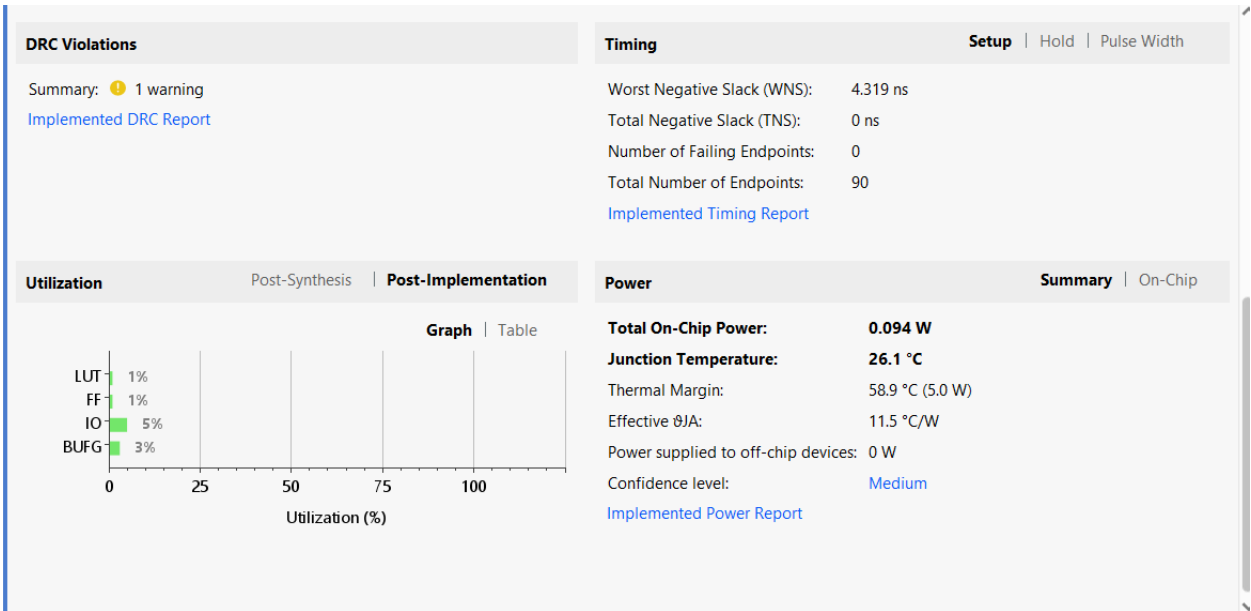 DRC Violations
Summary: 1 warning
Implemented DRC Report
Timing Setup | Hold | Pulse Width
Worst Negative Slack (WNS): 4.319 ns
Total Negative Slack (TNS): 0 ns
Number of Failing Endpoints: 0
Total Number of Endpoints: 90
Implemented Timing Report
Utilization Post-Synthesis | Post-Implementation
Graph | Table
LUT 1%
FF 1%
IO 5%
BUFG 3%
0 25 50 75 100
Utilization (%)
Power Summary | On-Chip
Total On-Chip Power: 0.094 W
Junction Temperature: 26.1 °C
Thermal Margin: 58.9 °C (5.0 W)
Effective ϑJA: 11.5 °C/W
Power supplied to off-chip devices: 0 W
Confidence level: Medium
Implemented Power Report